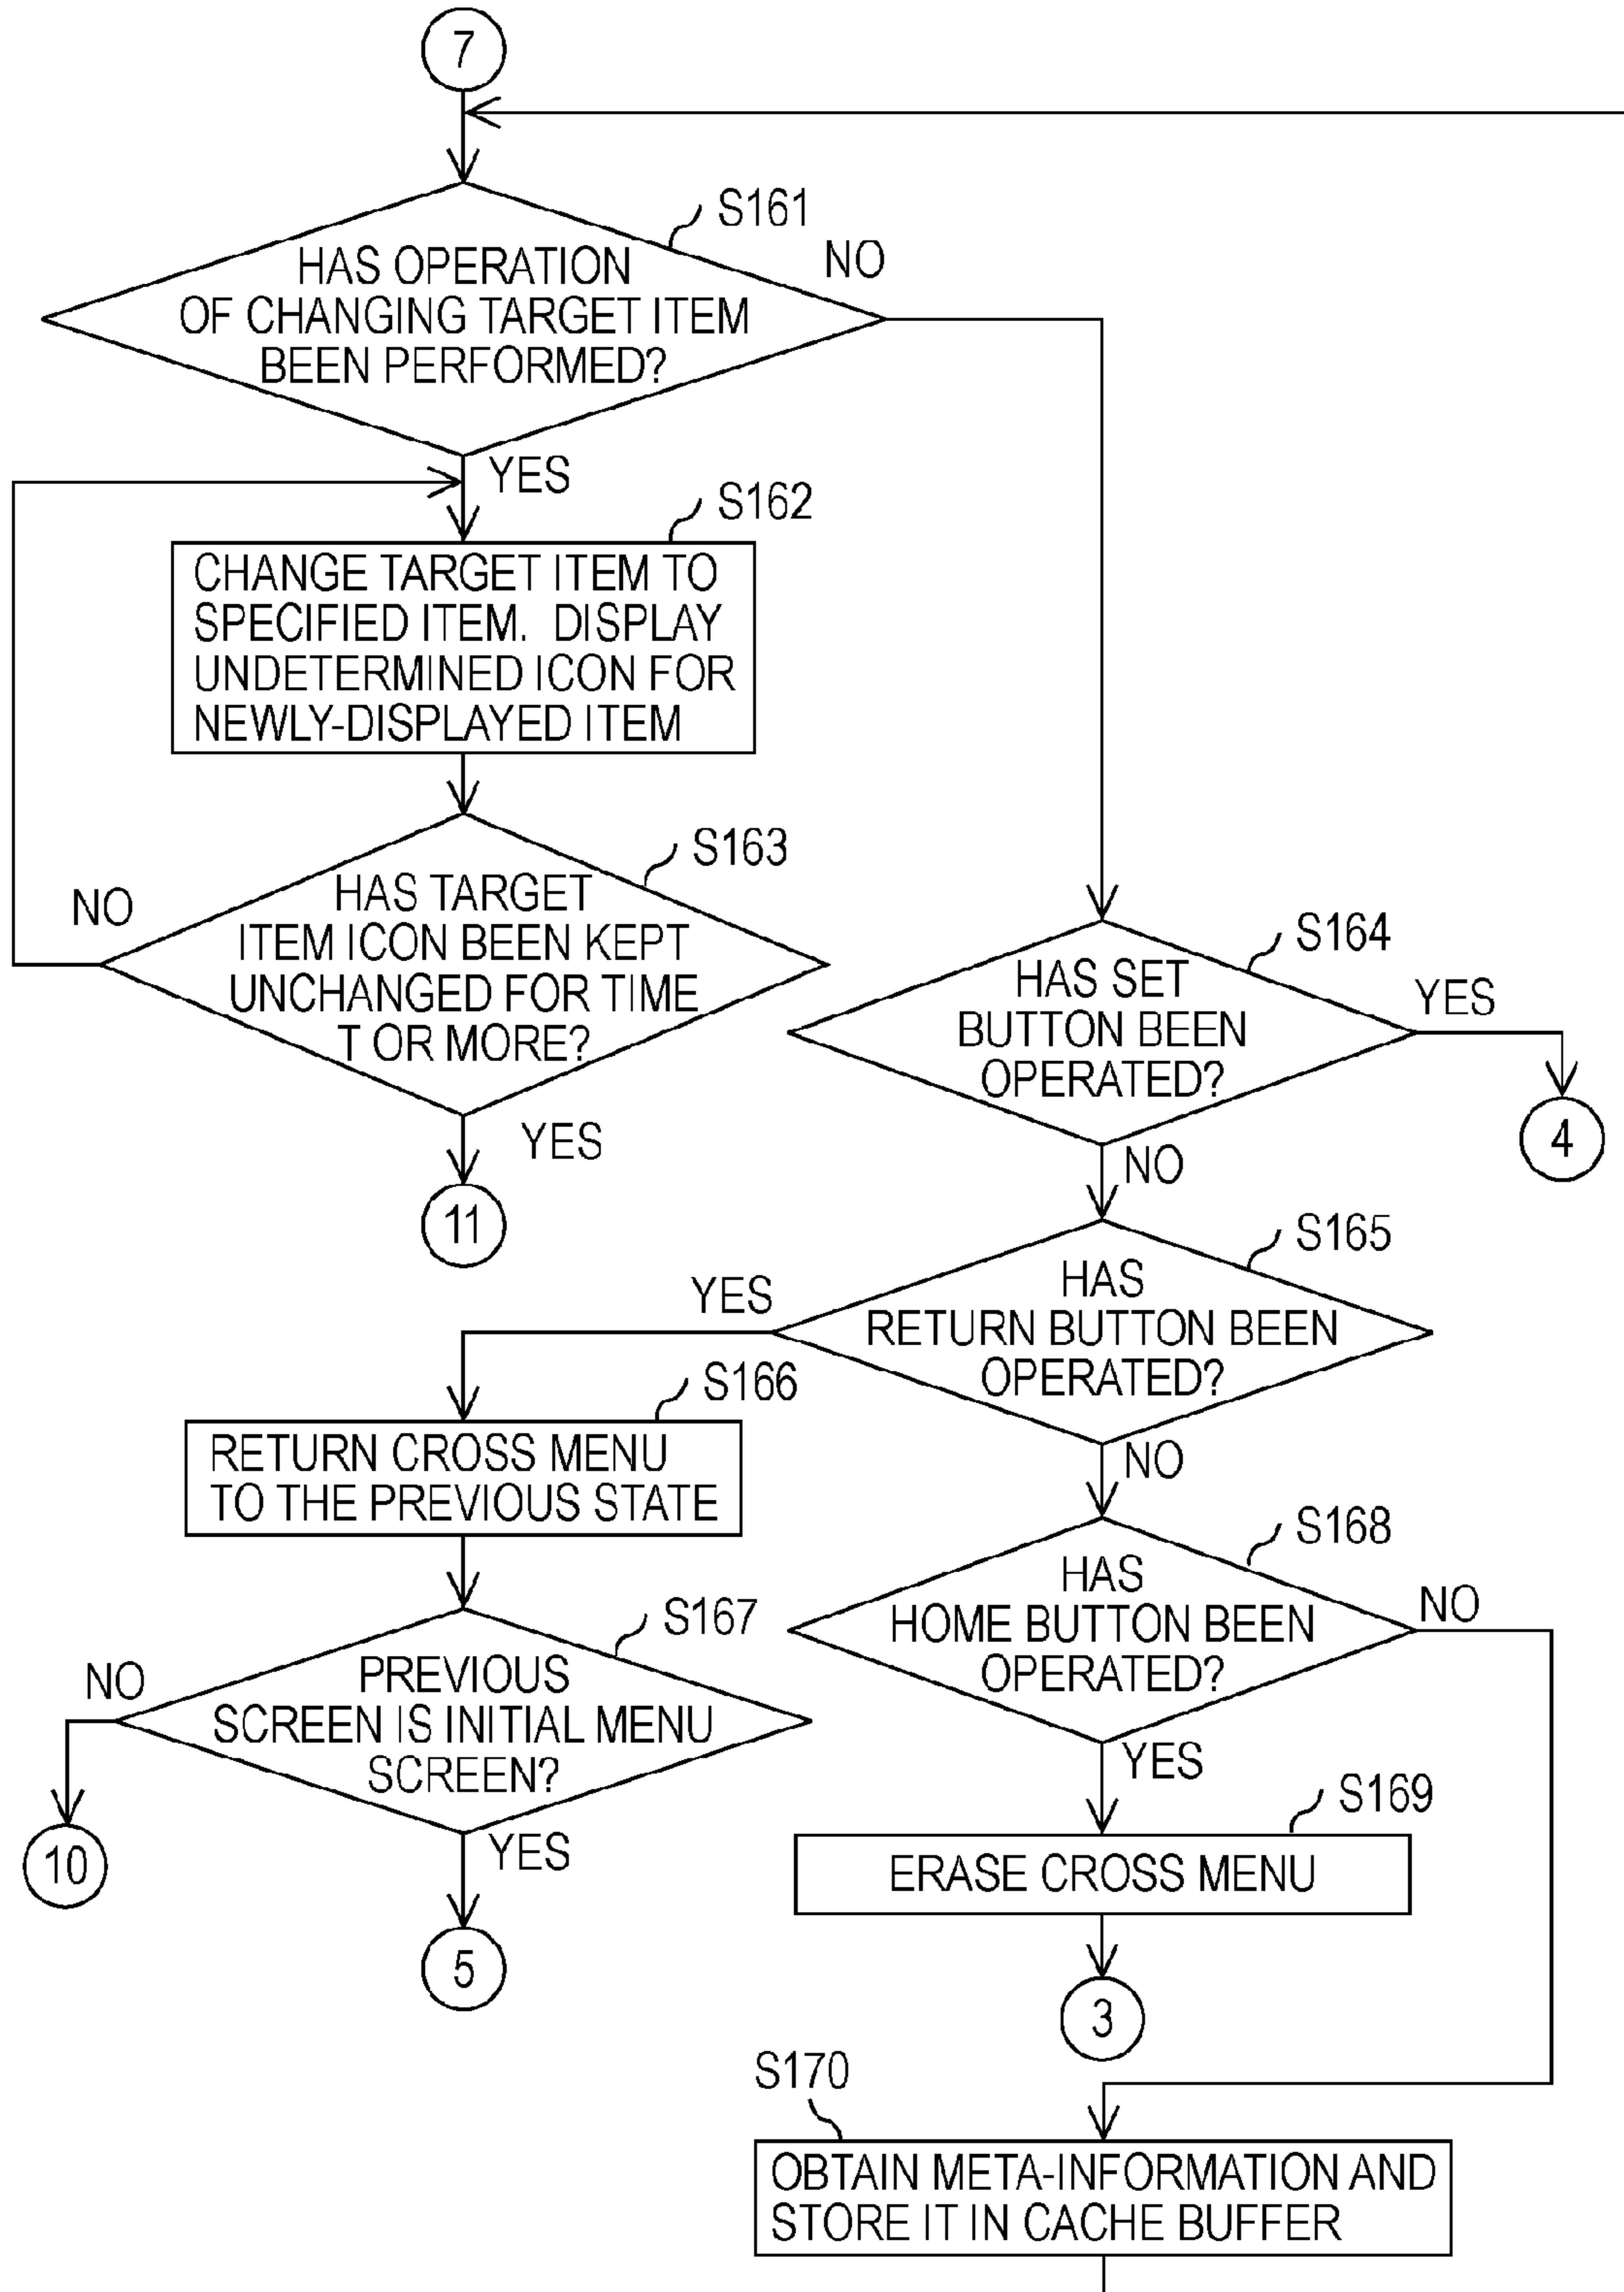 7
S161
HAS OPERATION
OF CHANGING TARGET ITEM
BEEN PERFORMED?
NO
YES
S162
CHANGE TARGET ITEM TO
SPECIFIED ITEM.  DISPLAY
UNDETERMINED ICON FOR
NEWLY-DISPLAYED ITEM
S163
HAS TARGET
ITEM ICON BEEN KEPT
UNCHANGED FOR TIME
T OR MORE?
NO
YES
11
S164
HAS SET
BUTTON BEEN
OPERATED?
YES
4
NO
S165
HAS
RETURN BUTTON BEEN
OPERATED?
YES
NO
S166
RETURN CROSS MENU
TO THE PREVIOUS STATE
S167
PREVIOUS
SCREEN IS INITIAL MENU
SCREEN?
NO
10
YES
5
S168
HAS
HOME BUTTON BEEN
OPERATED?
NO
YES
S169
ERASE CROSS MENU
3
S170
OBTAIN META-INFORMATION AND
STORE IT IN CACHE BUFFER